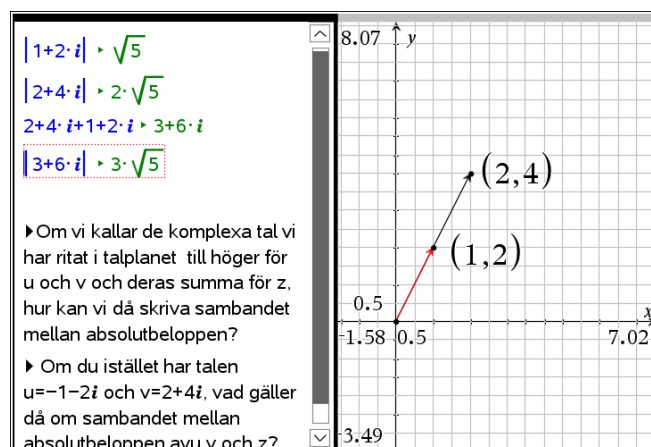 |1+2·i| ▸ √5
|2+4·i| ▸ 2·√5
2+4·i+1+2·i ▸ 3+6·i
|3+6·i| ▸ 3·√5
▸Om vi kallar de komplexa tal vi
har ritat i talplanet till höger för
u och v och deras summa för z,
hur kan vi då skriva sambandet
mellan absolutbeloppen?
▸ Om du istället har talen
u=−1−2i och v=2+4i, vad gäller
då om sambandet mellan
absolutbeloppen avu v och z?
8.07
y
(2,4)
(1,2)
0.5
x
-1.58
0.5
7.02
-3.49